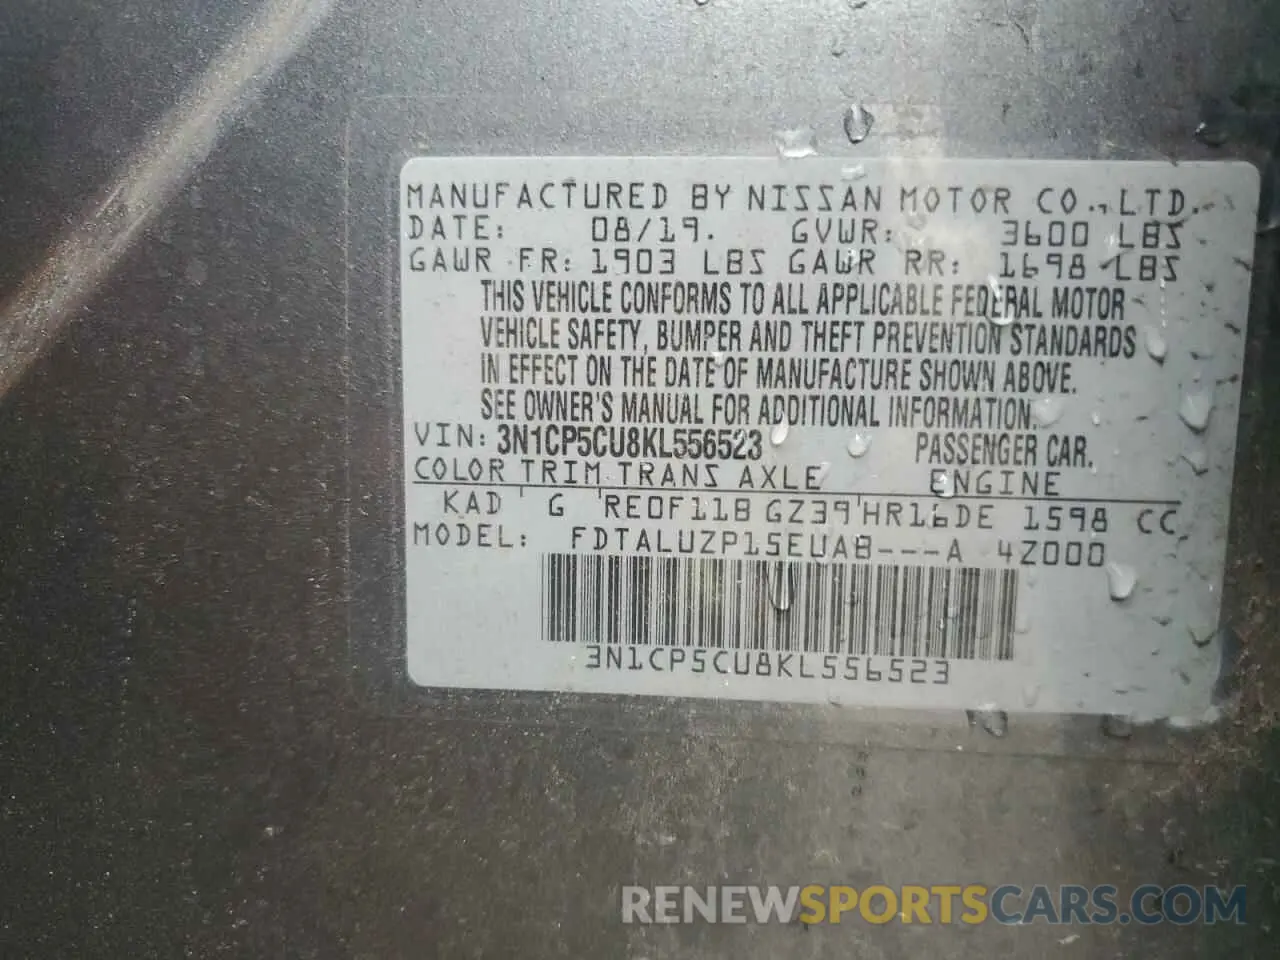 MANUFACTURED BY NISSAN MOTOR CO., LTD.
DATE: 08/19. GVWR: 3600 LBS
GAWR FR: 1903 LBS GAWR RR: 1698 LBS
THIS VEHICLE CONFORMS TO ALL APPLICABLE FEDERAL MOTOR
VEHICLE SAFETY, BUMPER AND THEFT PREVENTION STANDARDS
IN EFFECT ON THE DATE OF MANUFACTURE SHOWN ABOVE.
SEE OWNER'S MANUAL FOR ADDITIONAL INFORMATION.
VIN: 3N1CP5CU8KL556523 PASSENGER CAR.
COLOR TRIM TRANS AXLE ENGINE
KAD G RE0F11B GZ39 HR16DE 1598 CC
MODEL: FDTALUZP15EUAB---A 4Z000
3N1CP5CU8KL556523
RENEWSPORTSCARS.COM